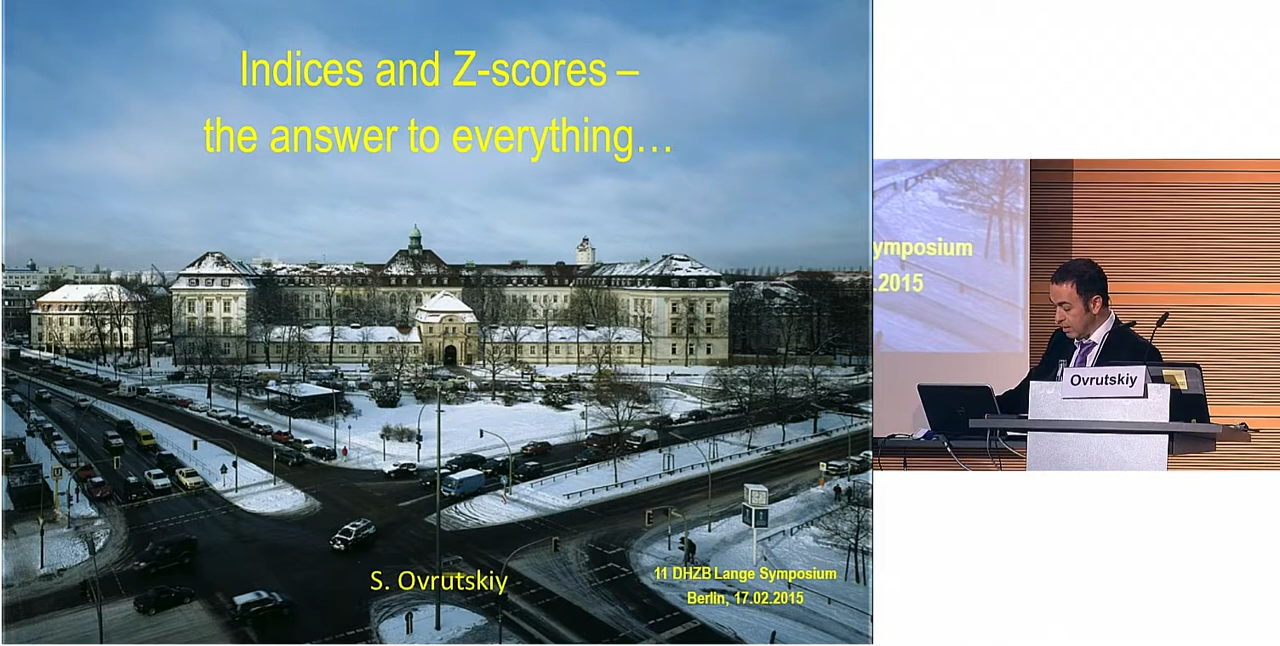 Indices and Z-scores –
the answer to everything…
S. Ovrutskiy
11 DHZB Lange Symposium
Berlin, 17.02.2015
ymposium
.2015
Ovrutskiy